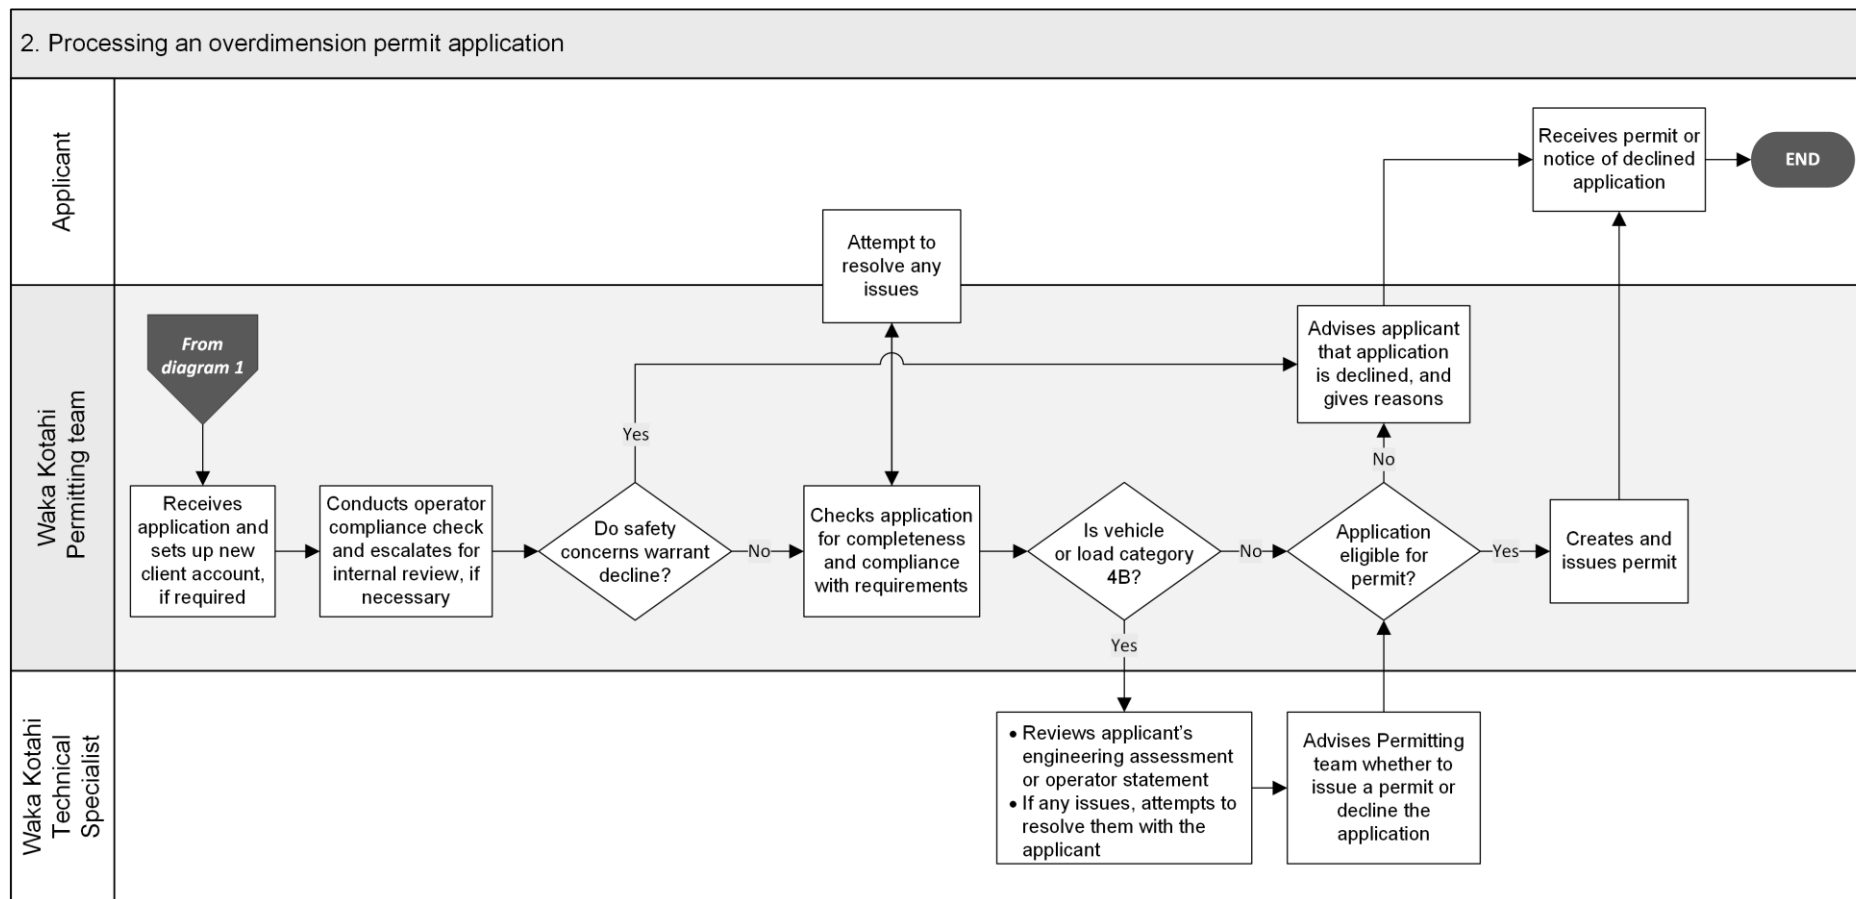 2. Processing an overdimension permit application
Applicant
Receives permit or
notice of declined
application
END
Attempt to
resolve any
issues
Waka Kotahi
Permitting team
From
diagram 1
Advises applicant
that application
is declined, and
gives reasons
Yes
No
Receives
application and
sets up new
client account,
if required
Conducts operator
compliance check
and escalates for
internal review, if
necessary
Do safety
concerns warrant
decline?
No
Checks application
for completeness
and compliance
with requirements
Is vehicle
or load category
4B?
No
Application
eligible for
permit?
Yes
Creates and
issues permit
Yes
Waka Kotahi
Technical
Specialist
• Reviews applicant’s
engineering assessment
or operator statement
• If any issues, attempts to
resolve them with the
applicant
Advises Permitting
team whether to
issue a permit or
decline the
application